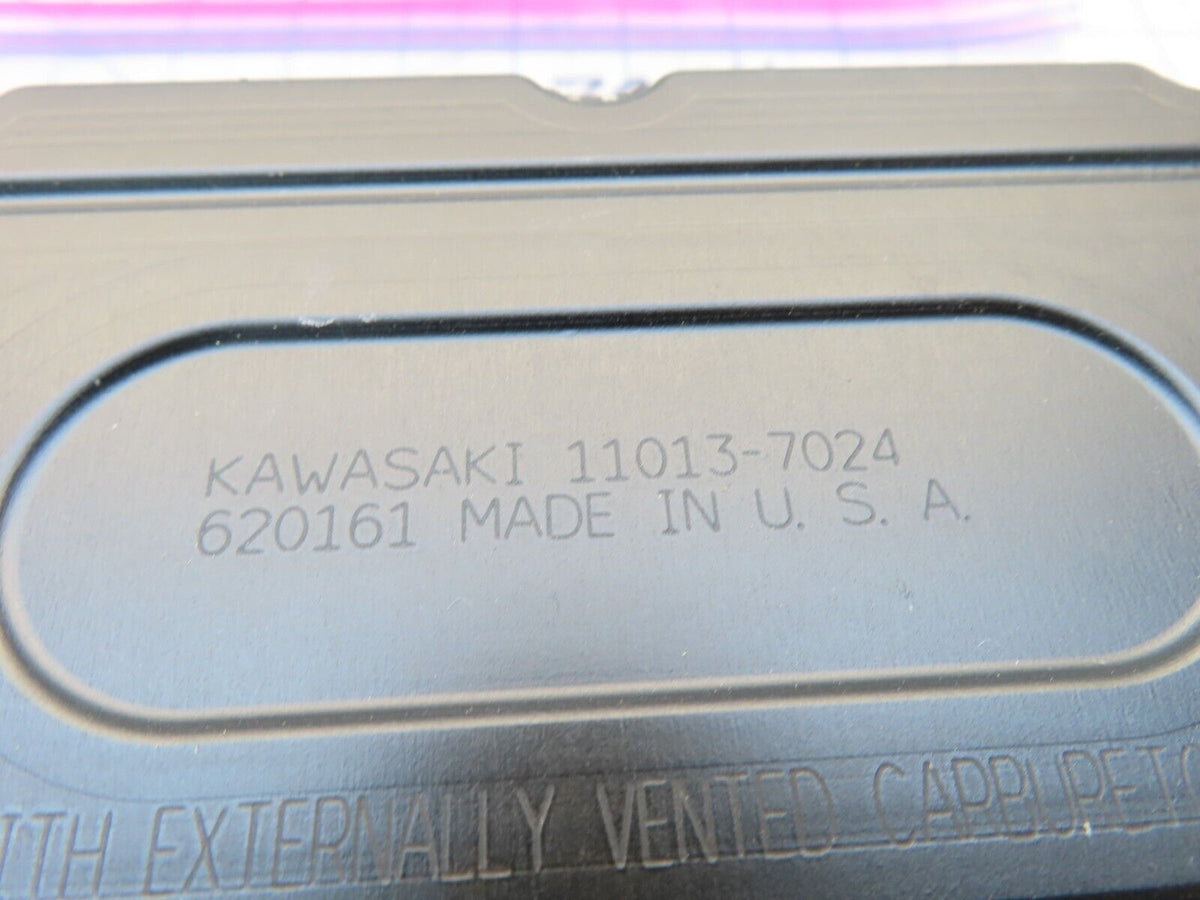 KAWASAKI 11013-7024
620161 MADE IN U. S. A.
EXTERNALLY VENTED